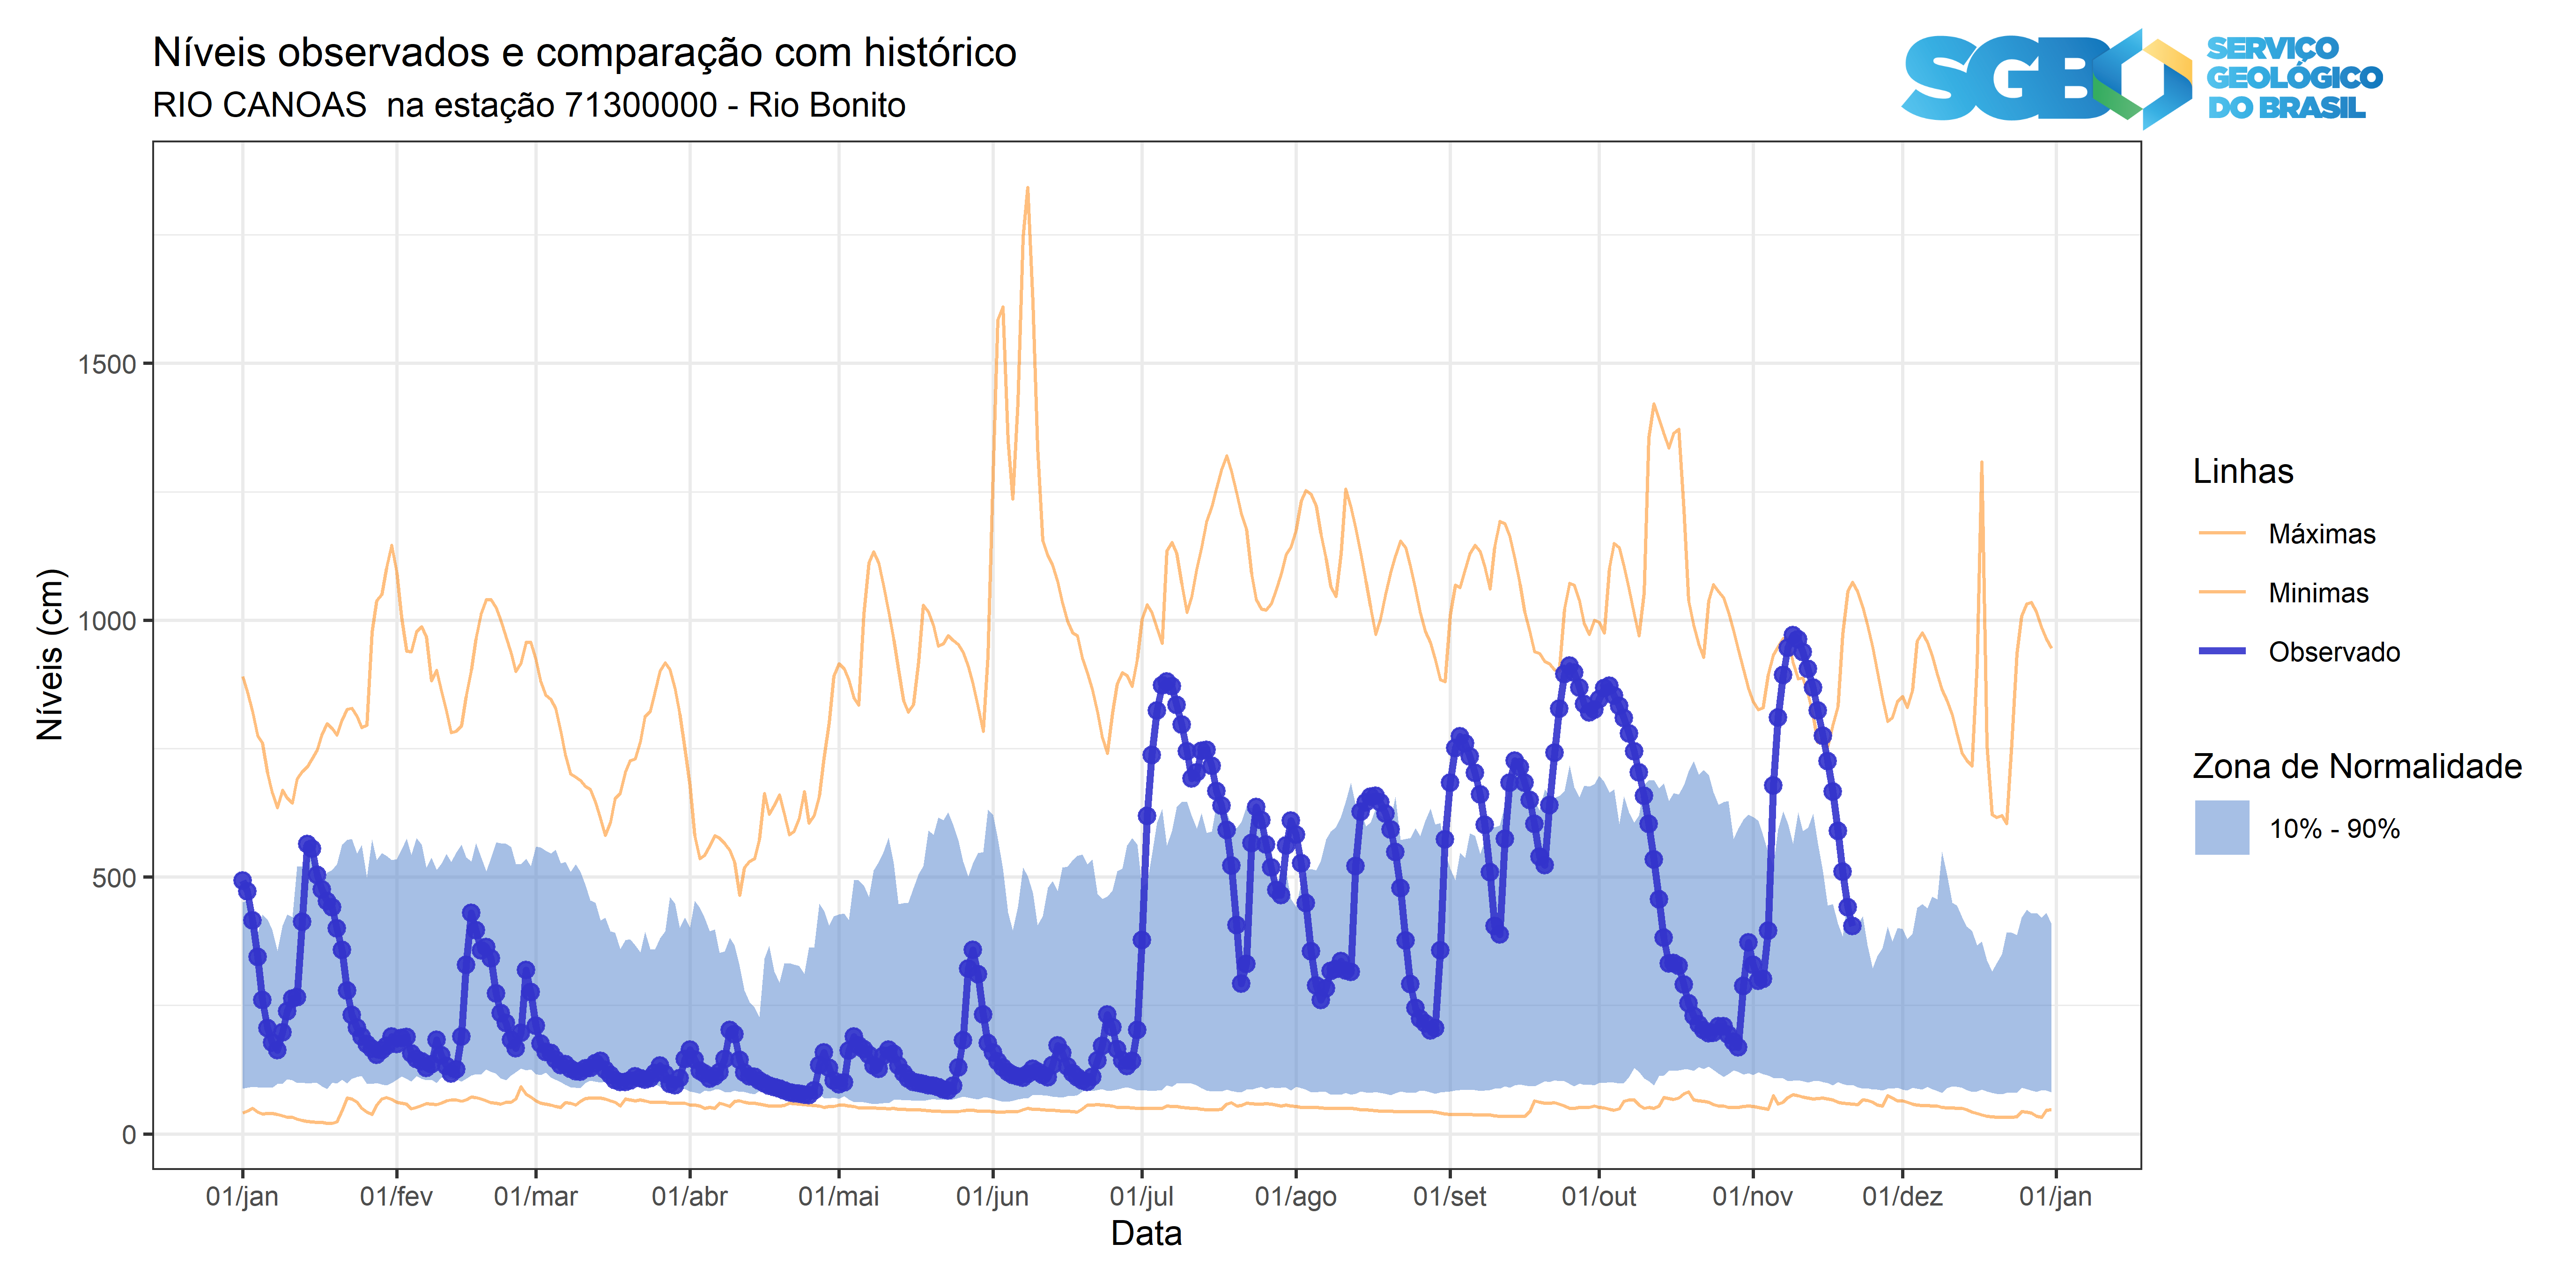 Níveis observados e comparação com histórico
RIO CANOAS  na estação 71300000 - Rio Bonito
SGB
SERVIÇO
GEOLÓGICO
DO BRASIL
Níveis (cm)
1500
1000
500
0
01/jan
01/fev
01/mar
01/abr
01/mai
01/jun
01/jul
01/ago
01/set
01/out
01/nov
01/dez
01/jan
Data
Linhas
Máximas
Minimas
Observado
Zona de Normalidade
10% - 90%